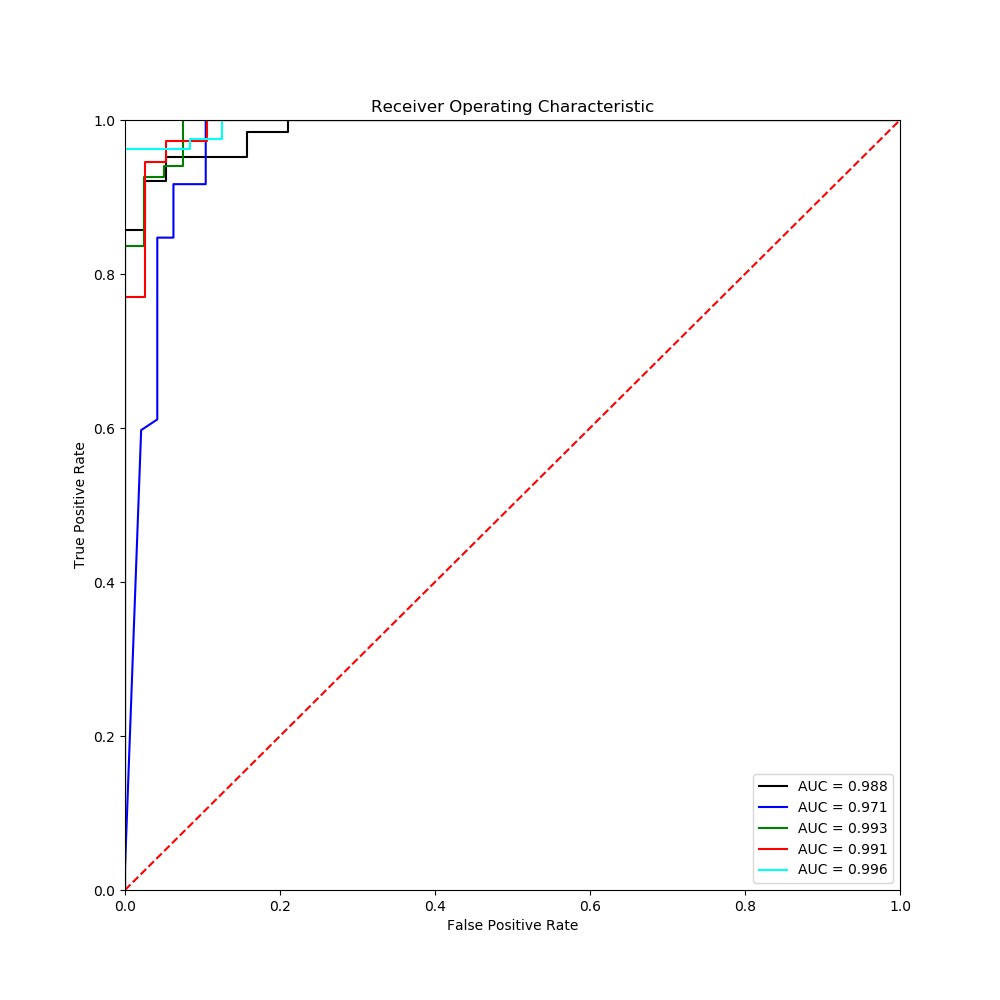 Receiver Operating Characteristic
1.0
0.8
0.6
0.4
0.2
0.0
True Positive Rate
0.0 0.2 0.4 0.6 0.8 1.0
False Positive Rate
AUC = 0.988
AUC = 0.971
AUC = 0.993
AUC = 0.991
AUC = 0.996